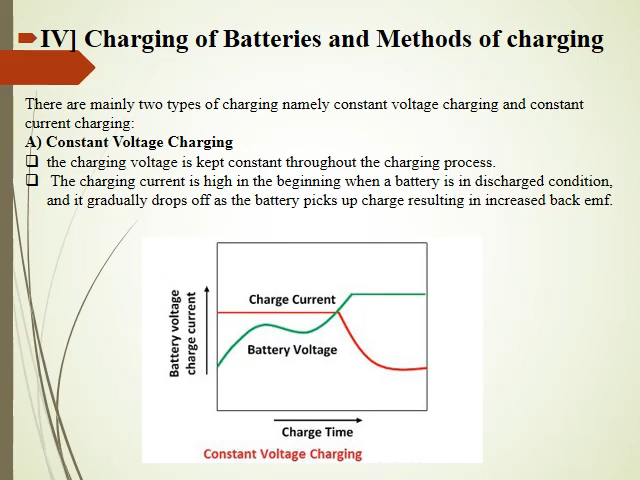 IV] Charging of Batteries and Methods of charging
There are mainly two types of charging namely constant voltage charging and constant
current charging:
A) Constant Voltage Charging
the charging voltage is kept constant throughout the charging process.
The charging current is high in the beginning when a battery is in discharged condition,
and it gradually drops off as the battery picks up charge resulting in increased back emf.
Battery voltage
charge current
Charge Current
Battery Voltage
Charge Time
Constant Voltage Charging